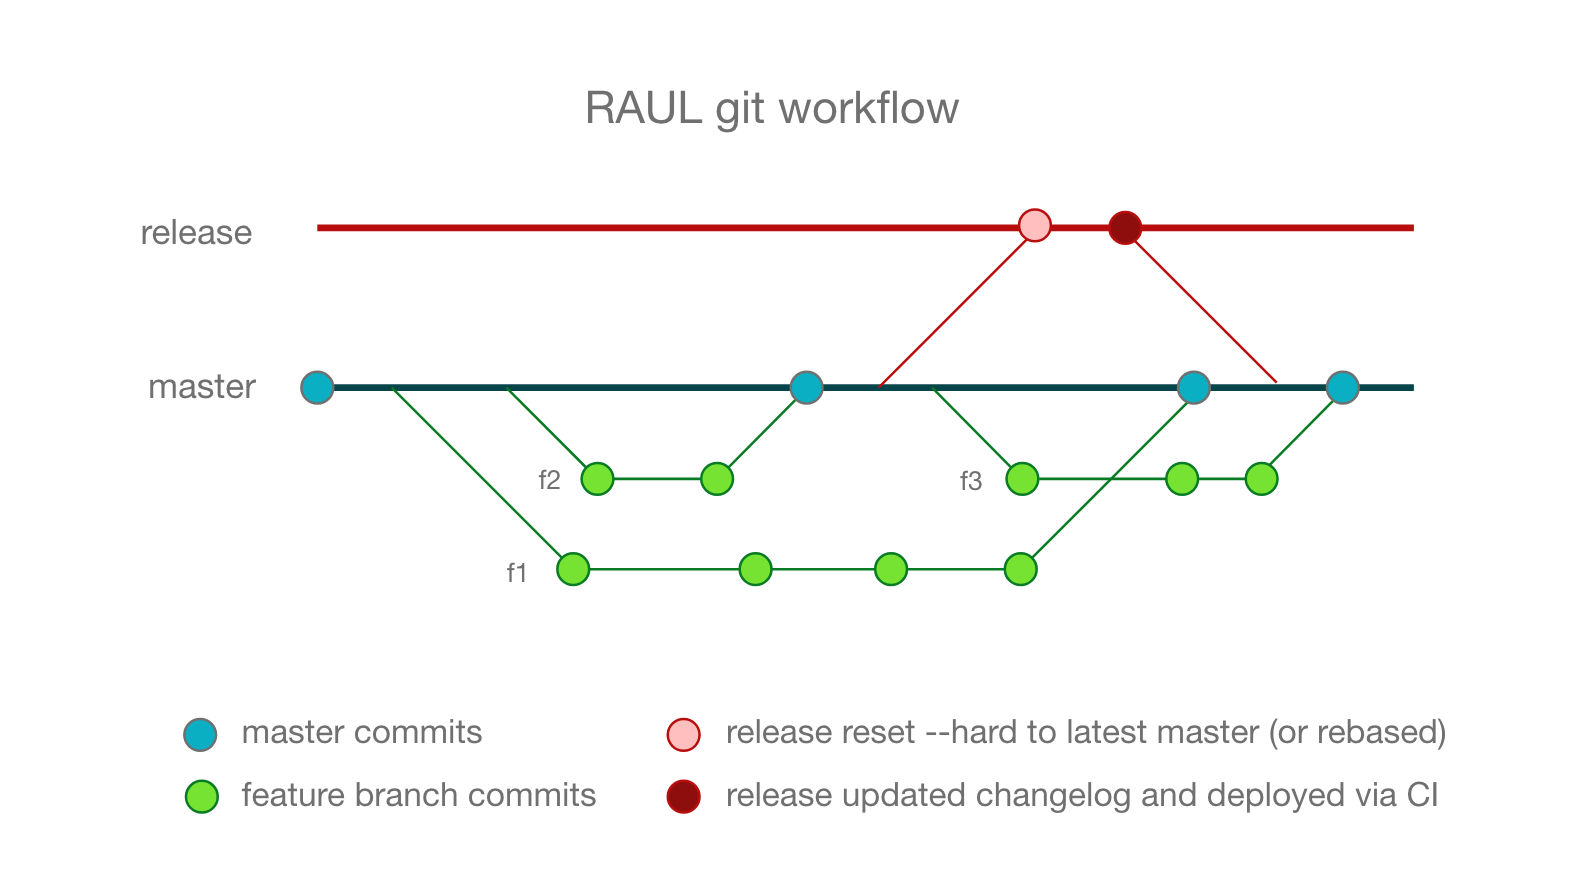 RAUL git workflow
release
master
f2
f3
f1
master commits
release reset --hard to latest master (or rebased)
feature branch commits
release updated changelog and deployed via CI